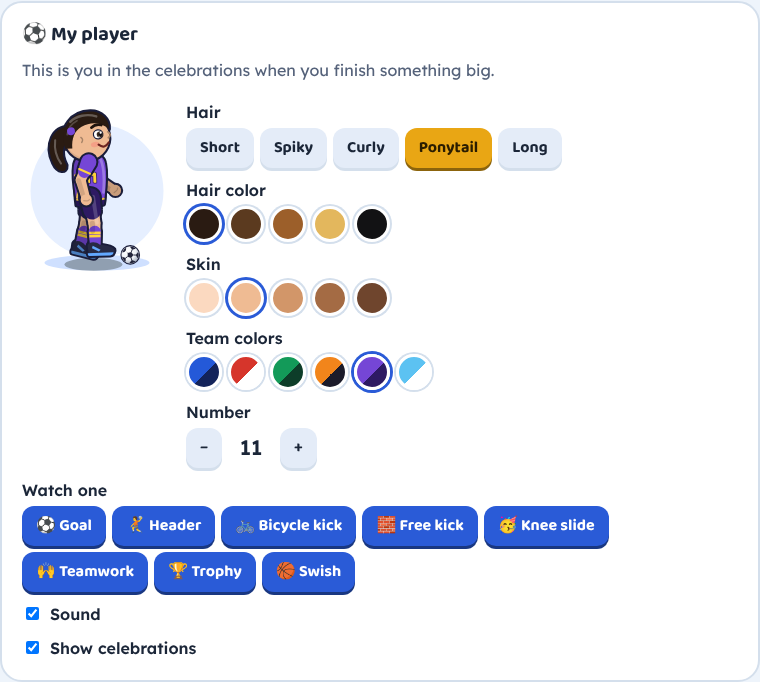 ⚽ My player
This is you in the celebrations when you finish something big.
Hair
Short Spiky Curly Ponytail Long
Hair color
Skin
Team colors
Number
− 11 +
Watch one
⚽ Goal 🤾 Header 🚲 Bicycle kick 🧱 Free kick 🥳 Knee slide
🙌 Teamwork 🏆 Trophy 🏀 Swish
Sound
Show celebrations